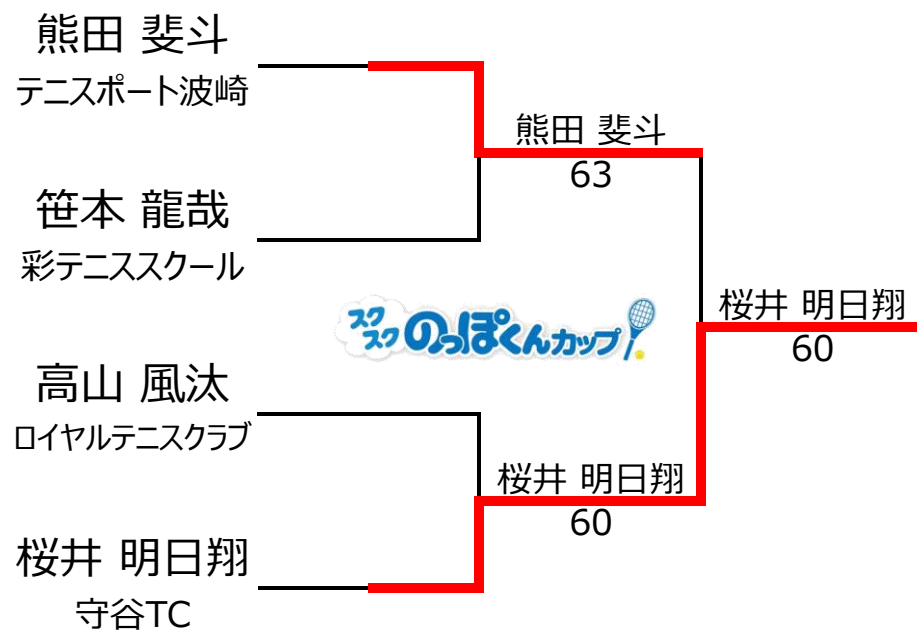 熊田 斐斗
テニスポート波崎
熊田 斐斗
63
笹本 龍哉
彩テニススクール
桜井 明日翔
60
スク
スク のっぽくんカップ
高山 風汰
ロイヤルテニスクラブ
桜井 明日翔
60
桜井 明日翔
守谷TC